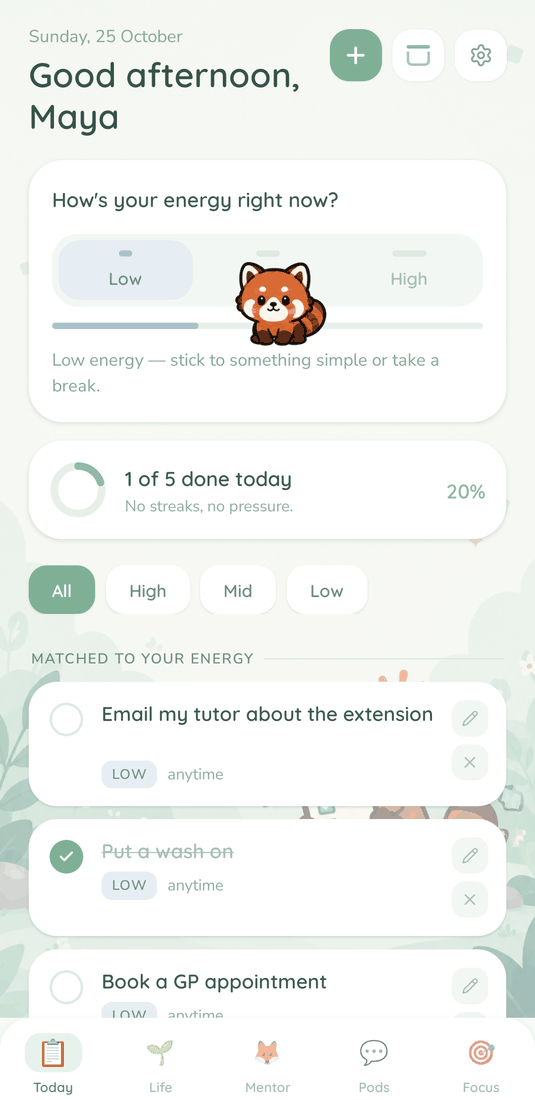 Sunday, 25 October
Good afternoon,
Maya
How's your energy right now?
Low
High
Low energy — stick to something simple or take a
break.
1 of 5 done today
No streaks, no pressure.
20%
All
High
Mid
Low
MATCHED TO YOUR ENERGY
Email my tutor about the extension
LOW anytime
Put a wash on
LOW anytime
Book a GP appointment
LOW anytime
Today
Life
Mentor
Pods
Focus